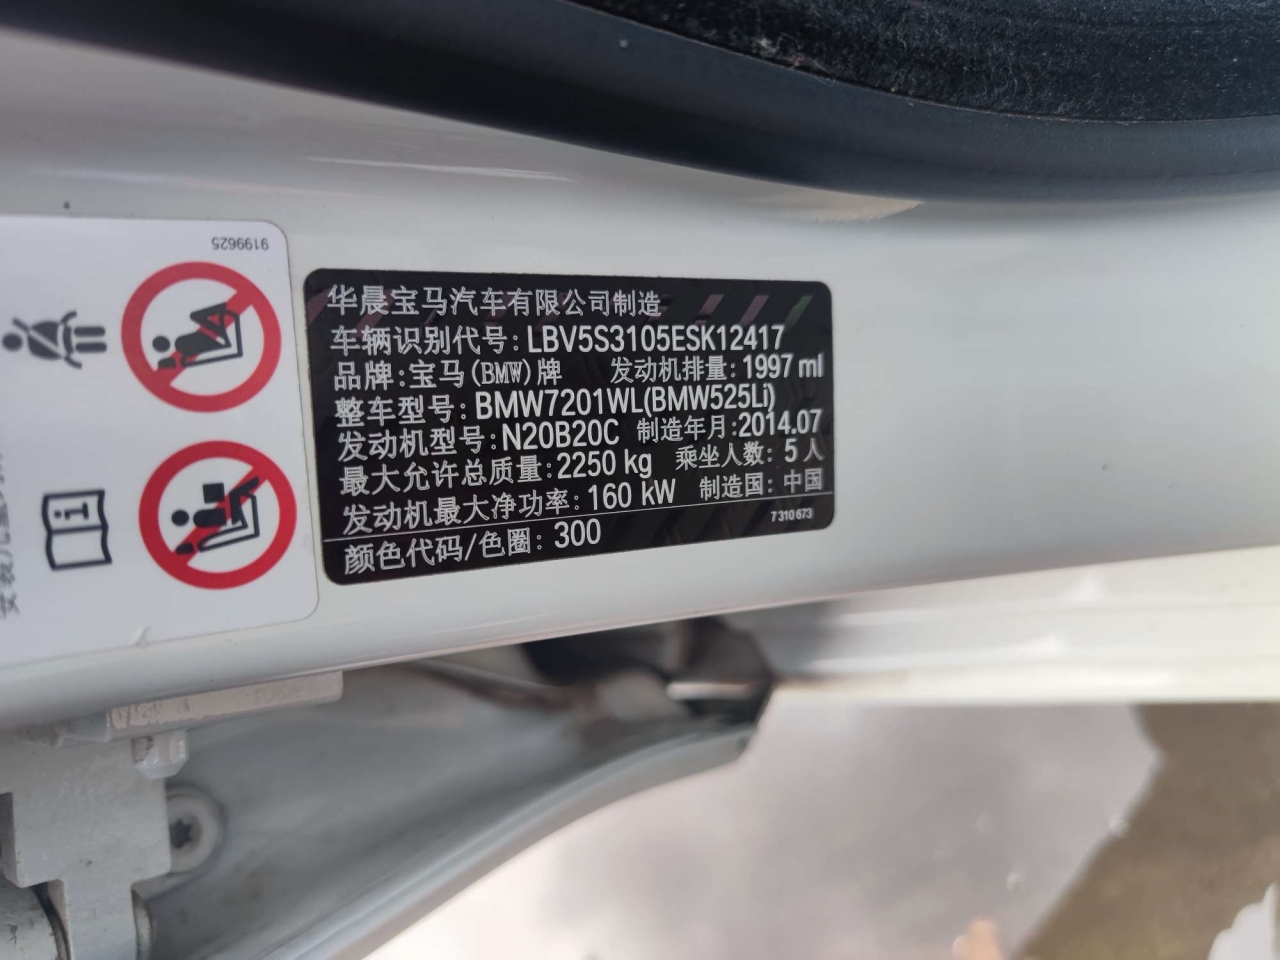 9199625
华晨宝马汽车有限公司制造
车辆识别代号: LBV5S3105ESK12417
品牌:宝马(BMW)牌 发动机排量: 1997 ml
整车型号: BMW7201WL(BMW525Li)
发动机型号: N20B20C 制造年月:2014.07
最大允许总质量: 2250 kg 乘坐人数: 5 人
发动机最大净功率: 160 kW 制造国: 中国
7 310 673
颜色代码/色圈: 300